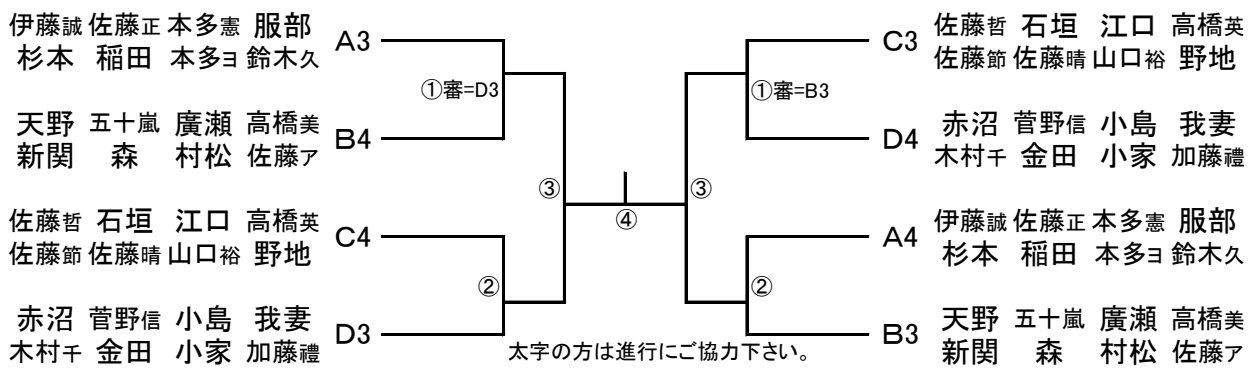 伊藤誠 佐藤正 本多憲 服部
杉本 稲田 本多ヨ 鈴木久
A3
①審=D3
天野 五十嵐 廣瀬 高橋美
新関 森 村松 佐藤ア
B4
③
佐藤哲 石垣 江口 高橋英
佐藤節 佐藤晴 山口裕 野地
C4
②
赤沼 菅野信 小島 我妻
木村千 金田 小家 加藤禮
D3
④
太字の方は進行にご協力下さい。
C3
佐藤哲 石垣 江口 高橋英
佐藤節 佐藤晴 山口裕 野地
①審=B3
D4
赤沼 菅野信 小島 我妻
木村千 金田 小家 加藤禮
③
A4
伊藤誠 佐藤正 本多憲 服部
杉本 稲田 本多ヨ 鈴木久
②
B3
天野 五十嵐 廣瀬 高橋美
新関 森 村松 佐藤ア